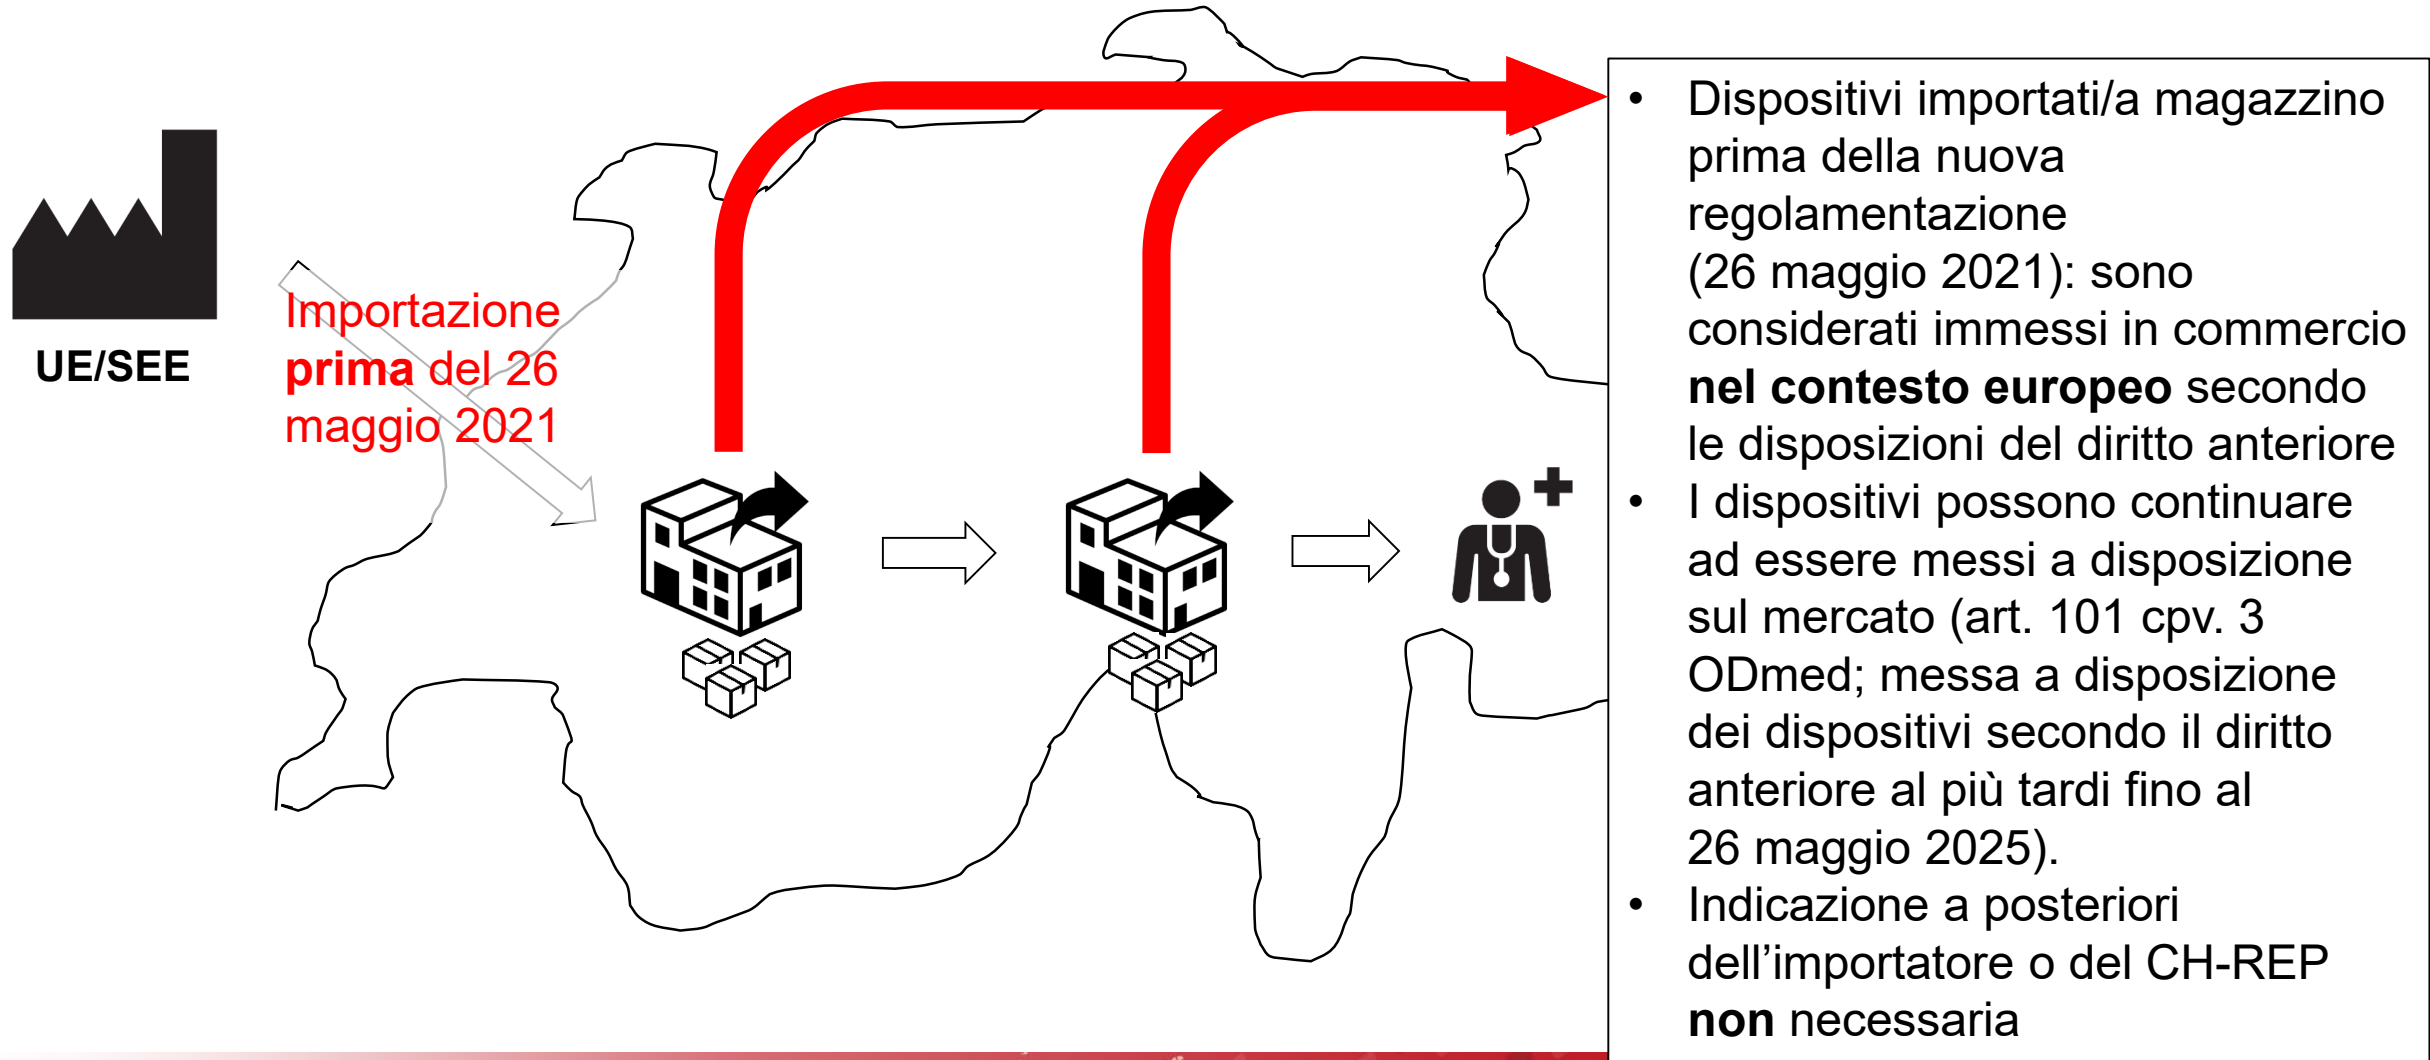 UE/SEE
Importazione
prima del 26
maggio 2021
• Dispositivi importati/a magazzino
prima della nuova
regolamentazione
(26 maggio 2021): sono
considerati immessi in commercio
nel contesto europeo secondo
le disposizioni del diritto anteriore
• I dispositivi possono continuare
ad essere messi a disposizione
sul mercato (art. 101 cpv. 3
ODmed; messa a disposizione
dei dispositivi secondo il diritto
anteriore al più tardi fino al
26 maggio 2025).
• Indicazione a posteriori
dell’importatore o del CH-REP
non necessaria